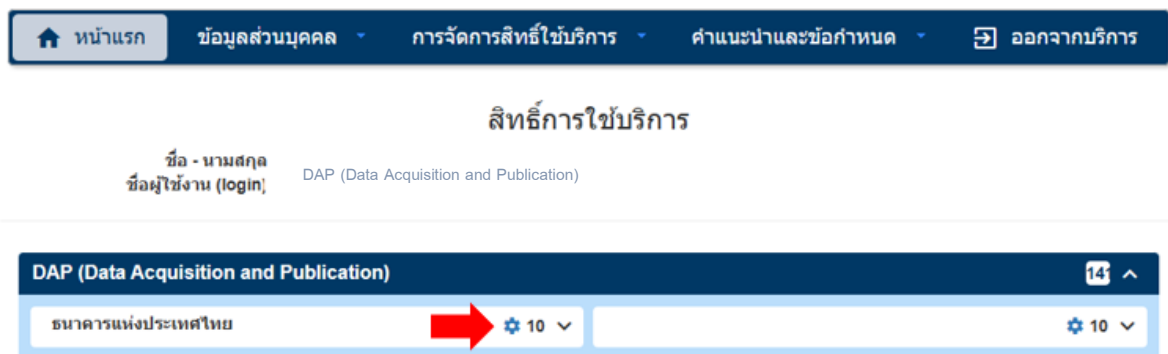 หน้าแรก ข้อมูลส่วนบุคคล การจัดการสิทธิ์ใช้บริการ คำแนะนำและข้อกำหนด ออกจากบริการ
สิทธิ์การใช้บริการ
ชื่อ - นามสกุล
ชื่อผู้ใช้งาน (login)
DAP (Data Acquisition and Publication)
DAP (Data Acquisition and Publication) 141
ธนาคารแห่งประเทศไทย 10 10